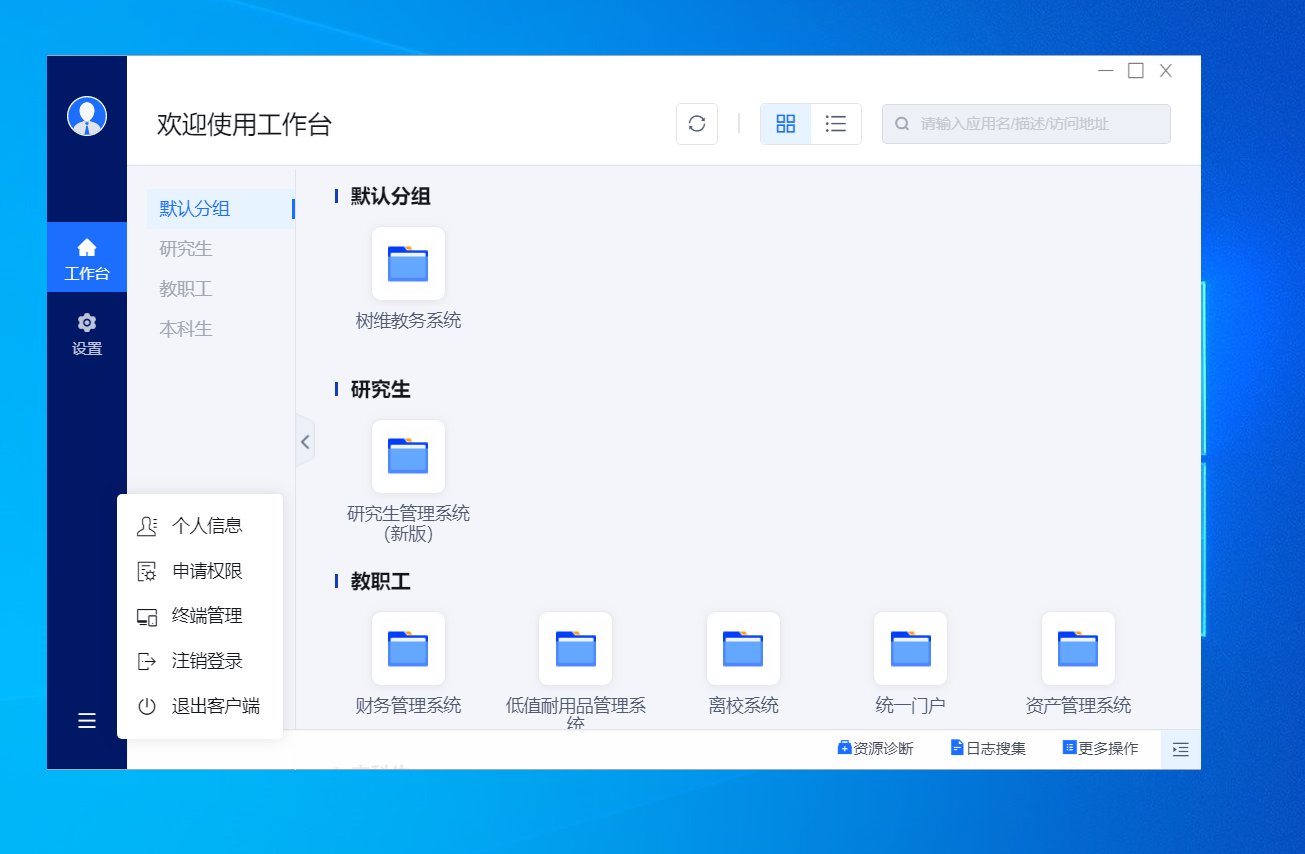 欢迎使用工作台
请输入应用名/描述/访问地址
工作台
设置
默认分组
研究生
教职工
本科生
默认分组
树维教务系统
研究生
研究生管理系统
(新版)
教职工
财务管理系统
低值耐用品管理系
统
离校系统
统一门户
资产管理系统
个人信息
申请权限
终端管理
注销登录
退出客户端
资源诊断
日志搜集
更多操作